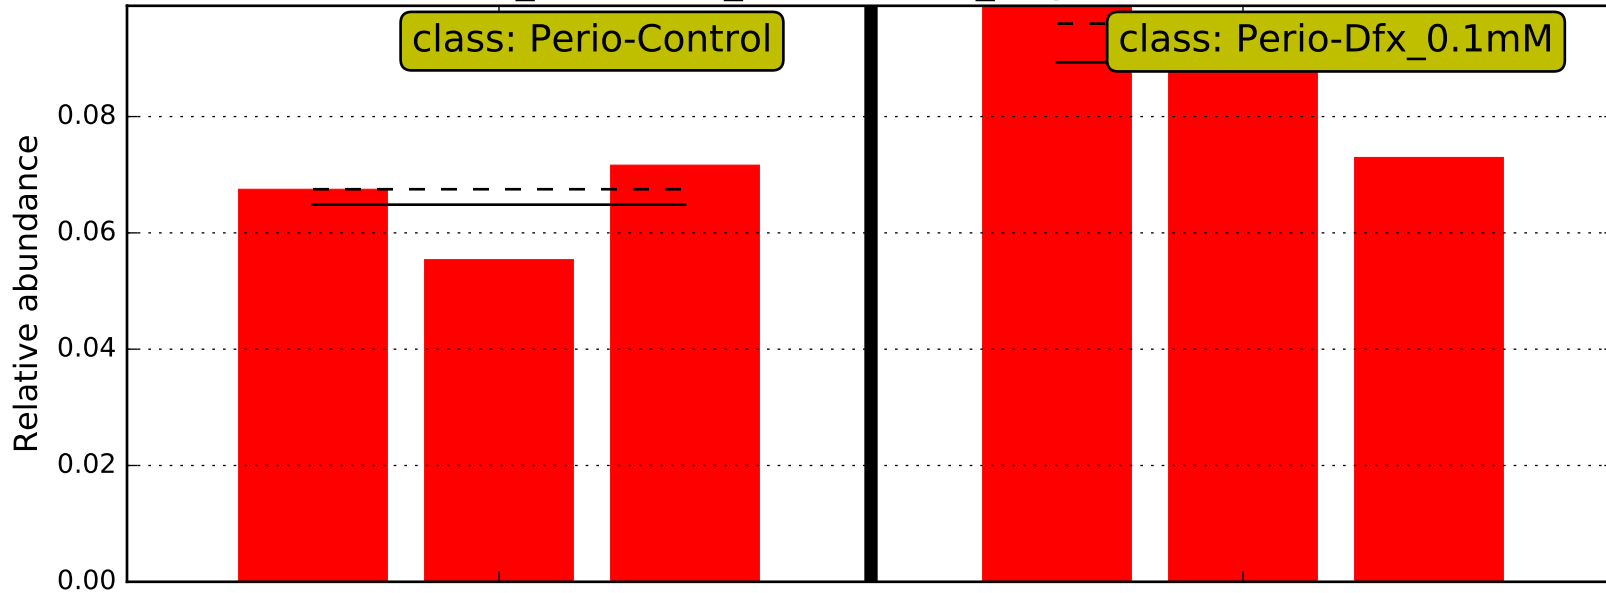 class: Perio-Control
class: Perio-Dfx_0.1mM
0.08
0.06
0.04
0.02
0.00
Relative abundance